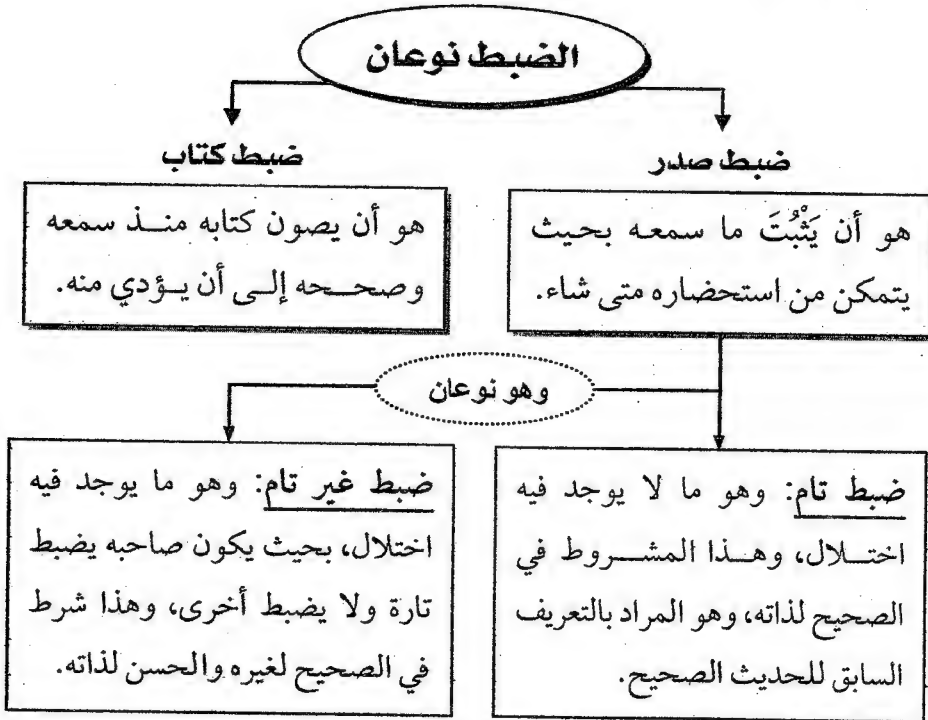 الضبط نوعان
ضبط صدر
هو أن يَثْبُتَ ما سمعه بحيث
يتمكن من استحضاره متى شاء.
ضبط كتاب
هو أن يصون كتابه منذ سمعه
وصححه إلى أن يؤدي منه.
وهو نوعان
ضبط تام: وهو ما لا يوجد فيه
اختلال، وهذا المشروط في
الصحيح لذاته، وهو المراد بالتعريف
السابق للحديث الصحيح.
ضبط غير تام: وهو ما يوجد فيه
اختلال، بحيث يكون صاحبه يضبط
تارة ولا يضبط أخرى، وهذا شرط
في الصحيح لغيره والحسن لذاته.